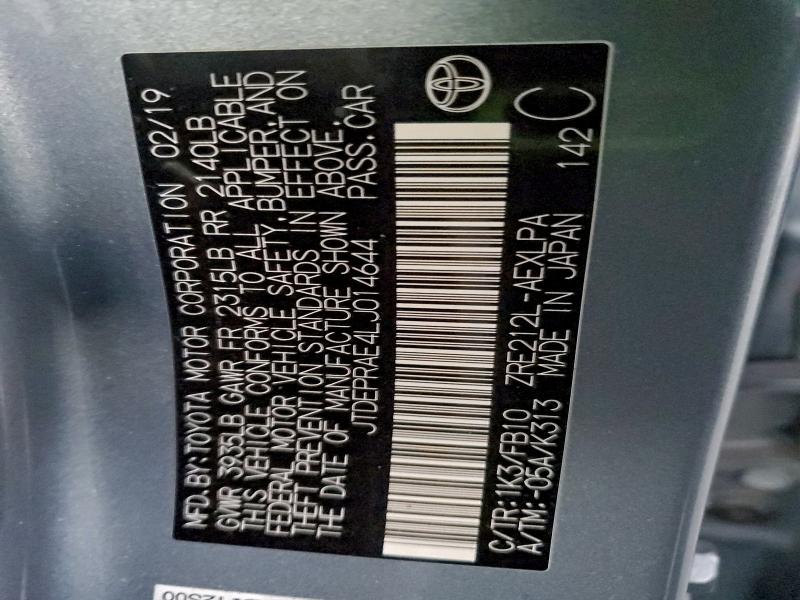 MFD.BY:TOYOTA MOTOR CORPORATION 02/19
GVWR 3935LB GAWR FR 2315LB RR 2140LB
THIS VEHICLE CONFORMS TO ALL APPLICABLE
FEDERAL MOTOR VEHICLE SAFETY,BUMPER,AND
THEFT PREVENTION STANDARDS IN EFFECT ON
THE DATE OF MANUFACTURE SHOWN ABOVE.
JTDEPRAE4LJ014644 PASS.CAR
C/TR:1K3/FB10 ZRE212L-AEXLPA 142 C
A/TM:-05A/K313 MADE IN JAPAN